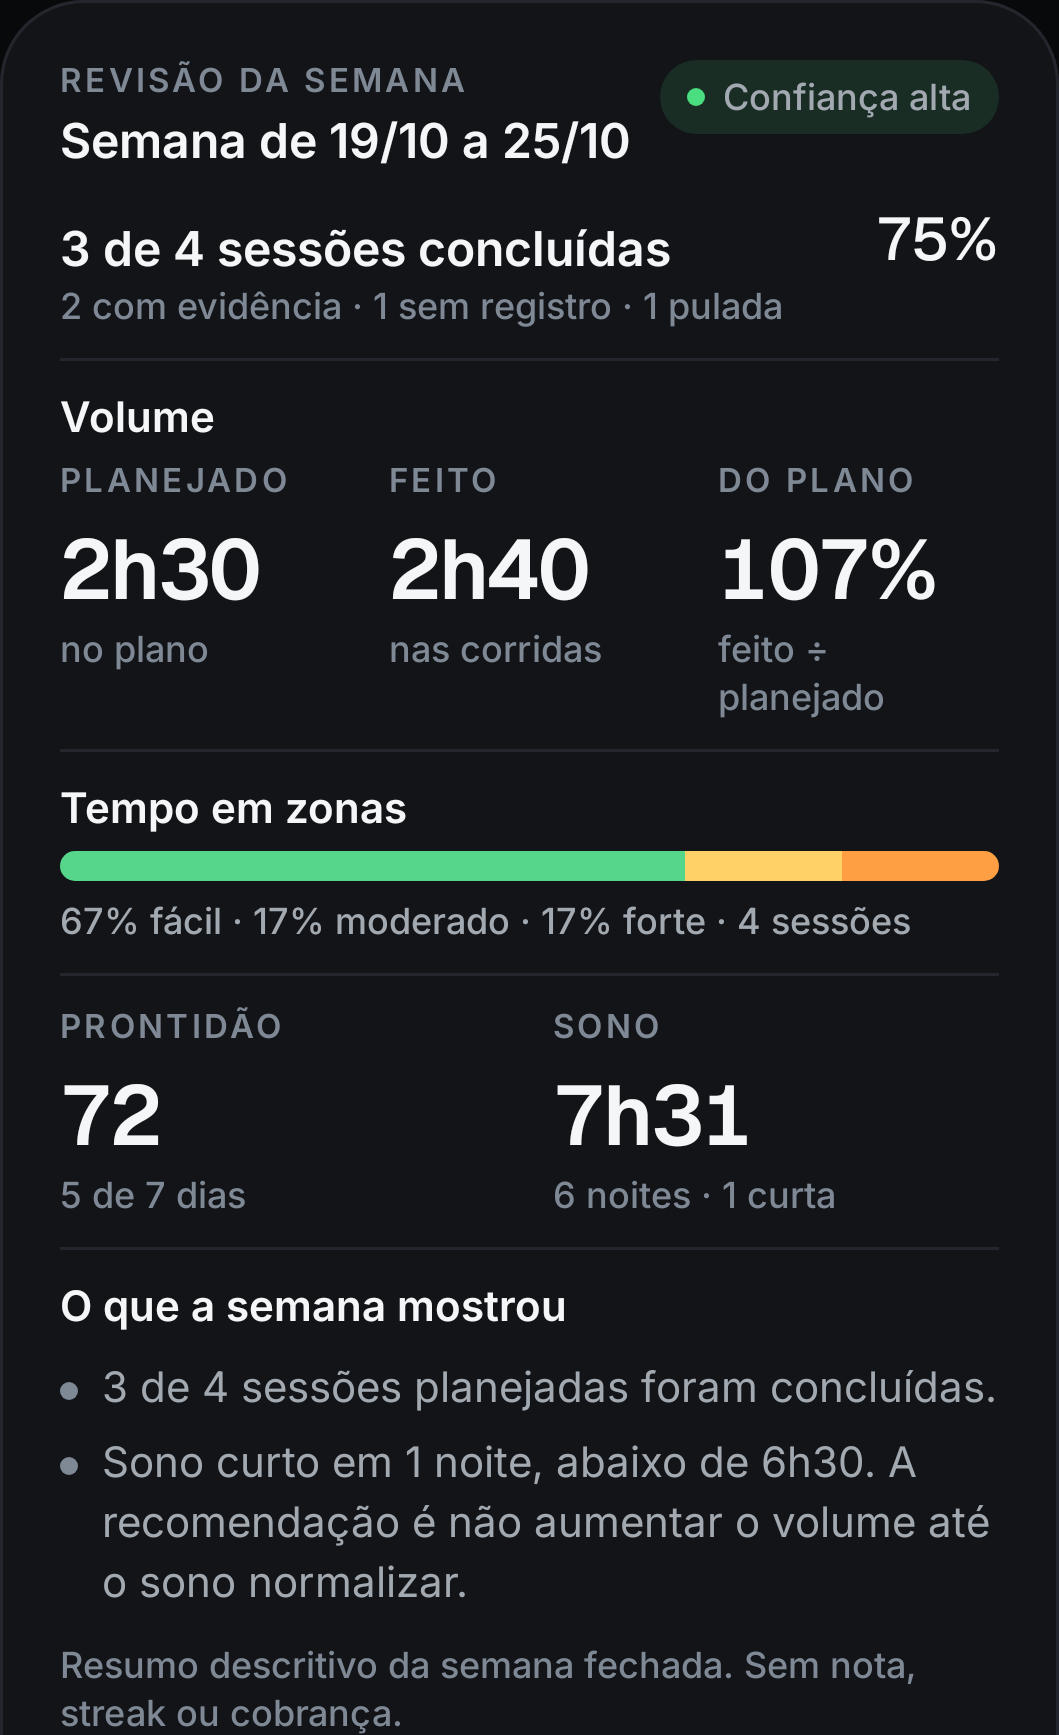 REVISÃO DA SEMANA
Confiança alta
Semana de 19/10 a 25/10
3 de 4 sessões concluídas
75%
2 com evidência · 1 sem registro · 1 pulada
Volume
PLANEJADO
2h30
no plano
FEITO
2h40
nas corridas
DO PLANO
107%
feito ÷
planejado
Tempo em zonas
67% fácil · 17% moderado · 17% forte · 4 sessões
PRONTIDÃO
72
5 de 7 dias
SONO
7h31
6 noites · 1 curta
O que a semana mostrou
3 de 4 sessões planejadas foram concluídas.
Sono curto em 1 noite, abaixo de 6h30. A
recomendação é não aumentar o volume até
o sono normalizar.
Resumo descritivo da semana fechada. Sem nota,
streak ou cobrança.